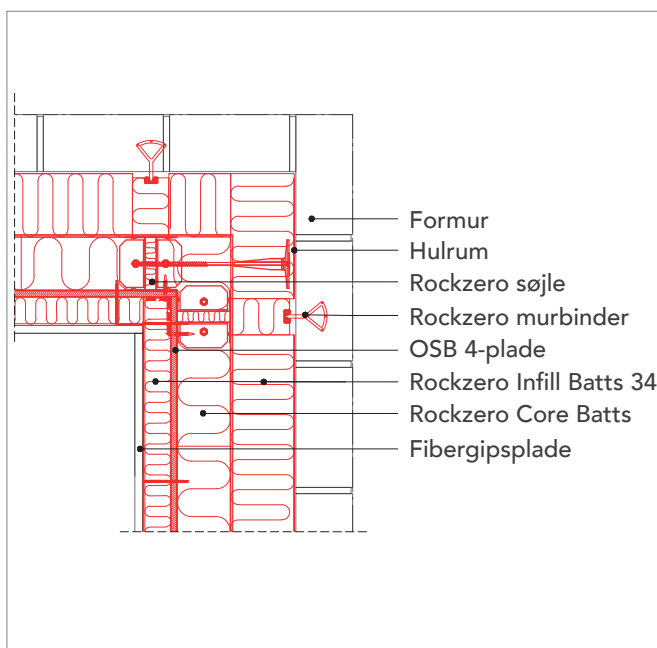 Formur
Hulrum
Rockzero søjle
Rockzero murbinder
OSB 4-plade
Rockzero Infill Batts 34
Rockzero Core Batts
Fibergipsplade